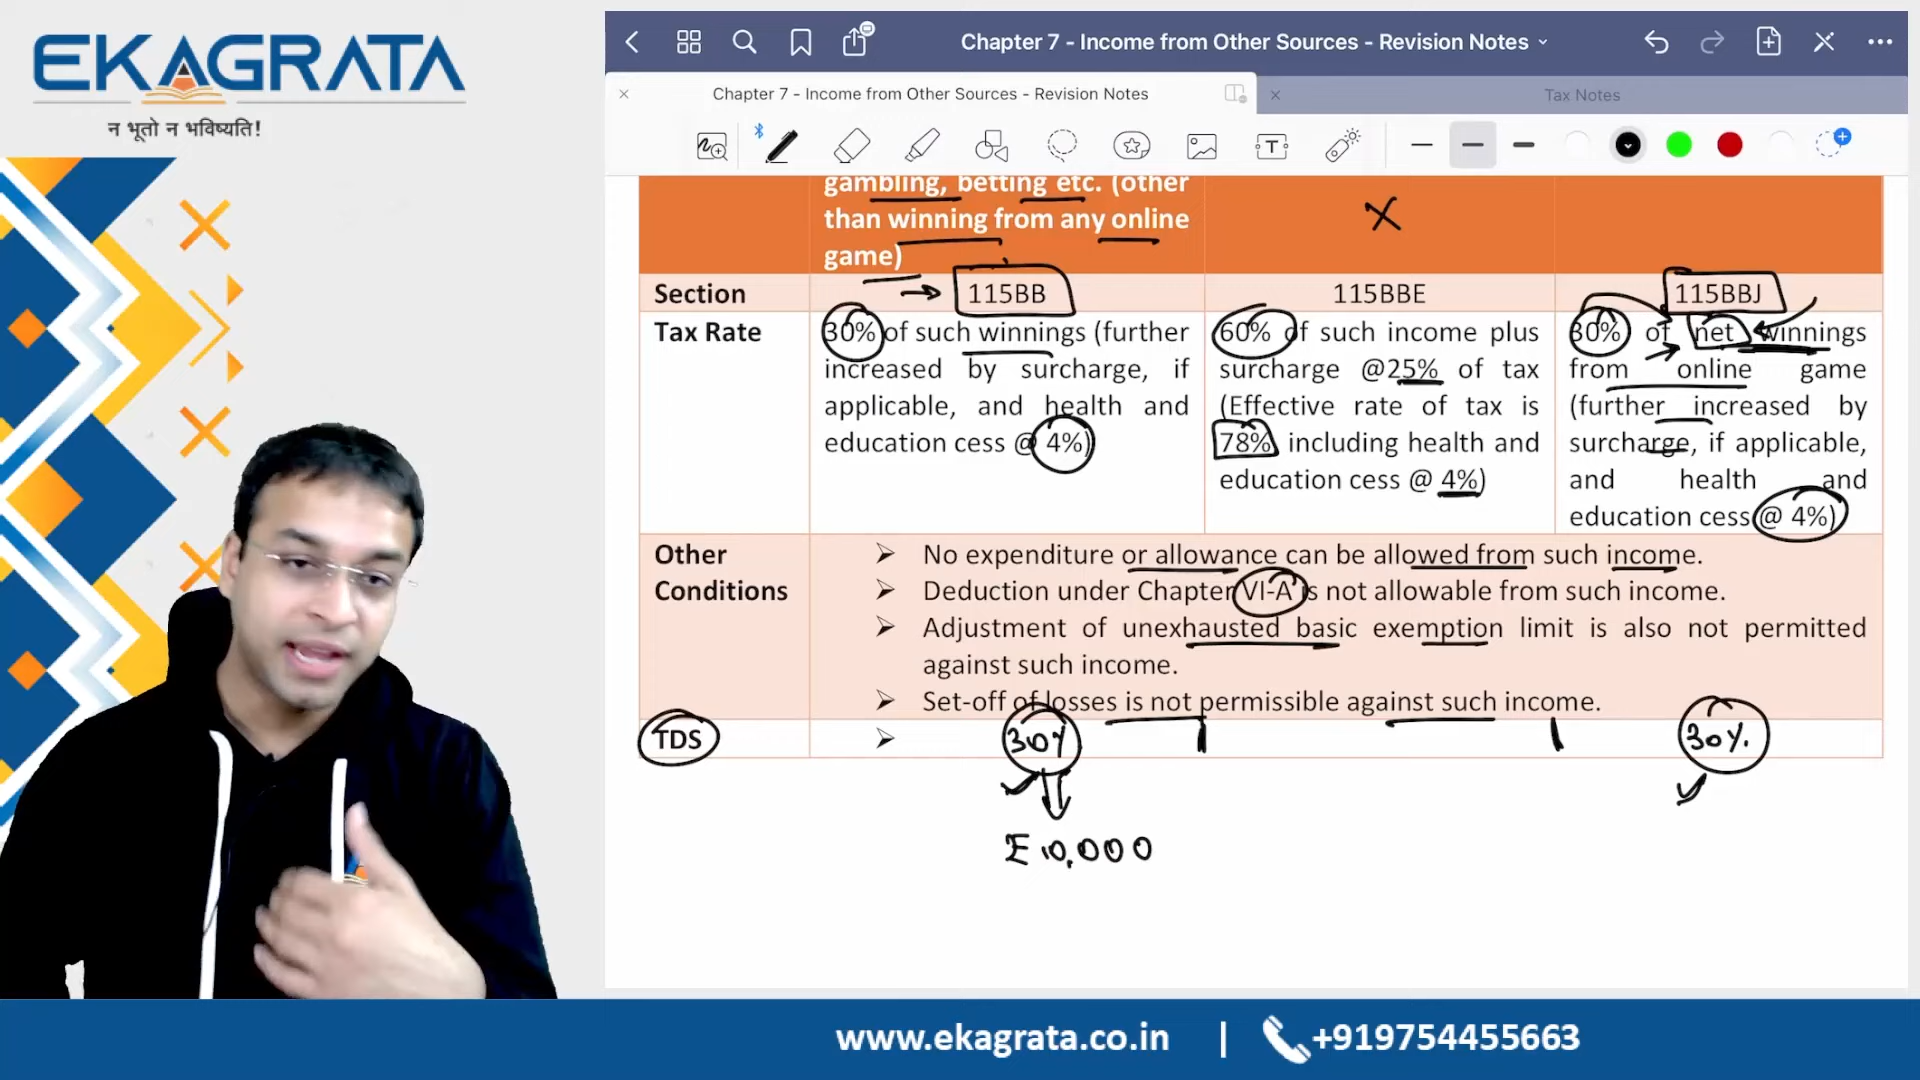 EKAGRATA
न भूतो न भविष्यति!
Chapter 7 - Income from Other Sources - Revision Notes
Chapter 7 - Income from Other Sources - Revision Notes
Tax Notes
T
gambling, betting etc. (other
than winning from any online
game)
Section
115BB
115BBE
115BBJ
Tax Rate
30% of such winnings (further
increased by surcharge, if
applicable, and health and
education cess @ 4%)
60% of such income plus
surcharge @25% of tax
(Effective rate of tax is
78% including health and
education cess @ 4%)
30% of net winnings
from online game
(further increased by
surcharge, if applicable,
and health and
education cess @ 4%)
Other
Conditions
No expenditure or allowance can be allowed from such income.
Deduction under Chapter VI-A is not allowable from such income.
Adjustment of unexhausted basic exemption limit is also not permitted
against such income.
Set-off of losses is not permissible against such income.
TDS
30%
30%.
₹10,000
www.ekagrata.co.in | +919754455663